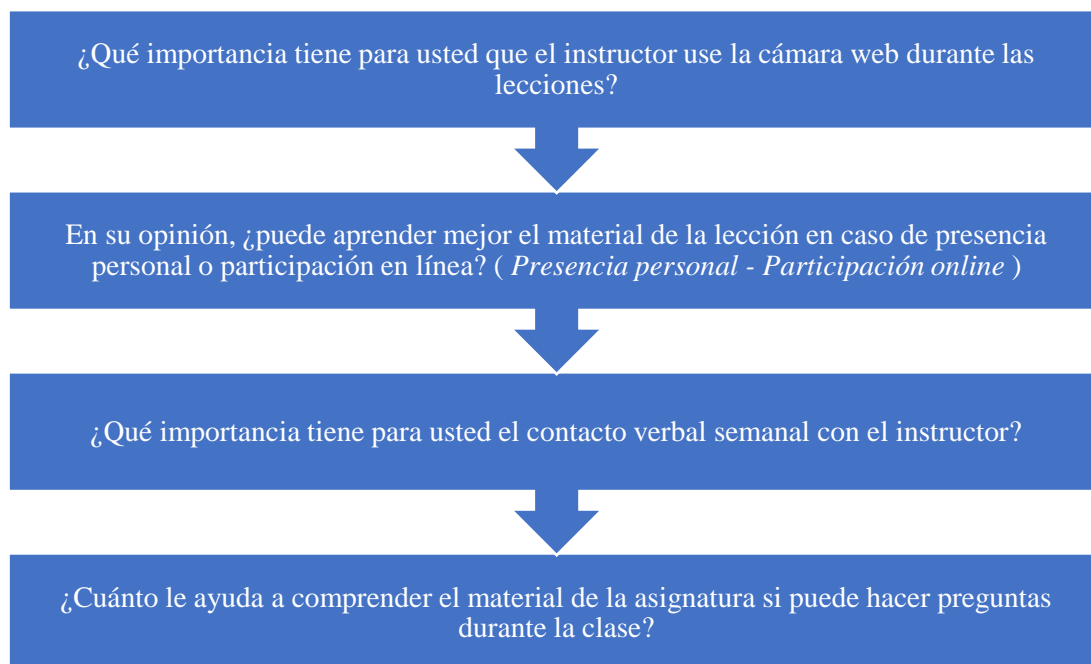 ¿Qué importancia tiene para usted que el instructor use la cámara web durante las
lecciones?
En su opinión, ¿puede aprender mejor el material de la lección en caso de presencia
personal o participación en línea? ( Presencia personal - Participación online )
¿Qué importancia tiene para usted el contacto verbal semanal con el instructor?
¿Cuánto le ayuda a comprender el material de la asignatura si puede hacer preguntas
durante la clase?